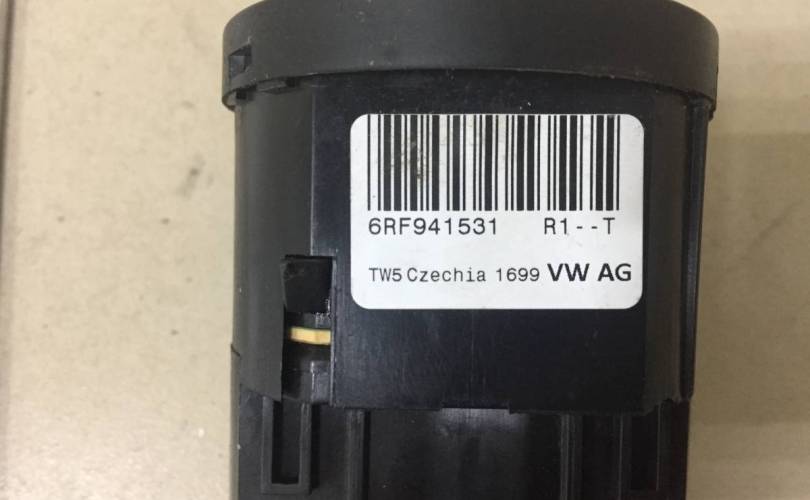 6RF941531 R1--T
TW5 Czechia 1699 VW AG